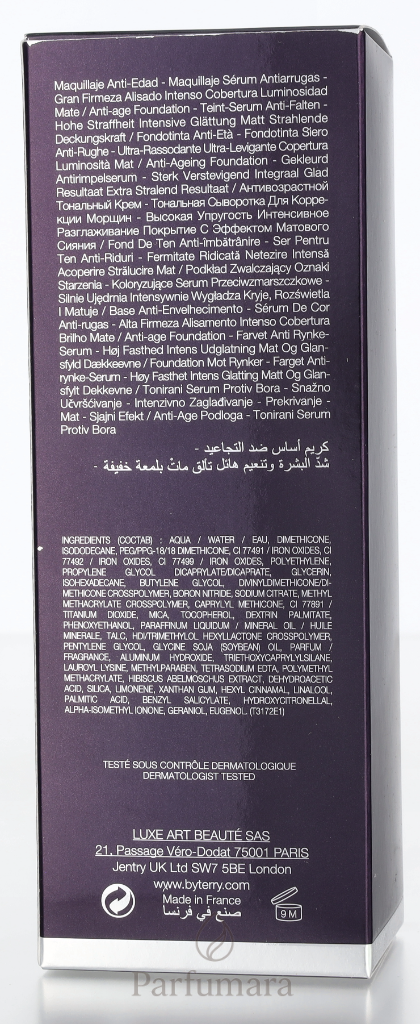 Maquillaje Anti-Edad - Maquillaje Sérum Antiarrugas -
Gran Firmeza Alisado Intenso Cobertura Luminosidad
Mate / Anti-age Foundation - Teint-Serum Anti-Falten -
Hohe Straffheit Intensive Glättung Matt Strahlende
Deckungskraft / Fondotinta Anti-Età - Fondotinta Siero
Anti-Rughe - Ultra-Rassodante Ultra-Levigante Copertura
Luminosità Mat / Anti-Ageing Foundation - Gekleurd
Antirimpelserum - Sterk Verstevigend Integraal Glad
Resultaat Extra Stralend Resultaat / Антивозрастной
Тональный Крем - Тональная Сыворотка Для Корре-
кции Морщин - Высокая Упругость Интенсивное
Разглаживание Покрытие С Эффектом Матового
Сияния / Fond De Ten Anti-îmbătrânire - Ser Pentru
Ten Anti-Riduri - Fermitate Ridicată Netezire Intensă
Acoperire Strălucire Mat / Podkład Zwalczający Oznaki
Starzenia - Koloryzujące Serum Przeciwzmarszczkowe -
Silnie Ujędrnia Intensywnie Wygładza Kryje, Rozświetla
I Matuje / Base Anti-Envelhecimento - Sérum De Cor
Anti-rugas - Alta Firmeza Alisamento Intenso Cobertura
Brilho Mate / Anti-age Foundation - Farvet Anti Rynke-
Serum - Høj Fasthed Intens Udglatning Mat Og Glan-
sfyld Dækkeevne / Foundation Mot Rynker - Farget Anti-
rynke-Serum - Høy Fasthet Intens Glatting Matt Og Glan-
sfylt Dekkevne / Tonirani Serum Protiv Bora - Snažno
Učvršćivanje - Intenzivno Zaglađivanje - Prekrivanje -
Mat - Sjajni Efekt / Anti-Age Podloga - Tonirani Serum
Protiv Bora
كريم أساس ضد التجاعيد -
شدّ البشرة وتنعيم هائل تألق ماتْ بلمعة خفيفة -
INGREDIENTS (СОСТАВ) : AQUA / WATER / EAU, DIMETHICONE,
ISODODECANE, PEG/PPG-18/18 DIMETHICONE, CI 77491 / IRON OXIDES, CI
77492 / IRON OXIDES, CI 77499 / IRON OXIDES, POLYETHYLENE,
PROPYLENE GLYCOL DICAPRYLATE/DICAPRATE, GLYCERIN,
ISOHEXADECANE, BUTYLENE GLYCOL, DIVINYLDIMETHICONE/DI-
METHICONE CROSSPOLYMER, BORON NITRIDE, SODIUM CITRATE, METHYL
METHACRYLATE CROSSPOLYMER, CAPRYLYL METHICONE, CI 77891 /
TITANIUM DIOXIDE, MICA, TOCOPHEROL, DEXTRIN PALMITATE,
PHENOXYETHANOL, PARAFFINUM LIQUIDUM / MINERAL OIL / HUILE
MINERALE, TALC, HDI/TRIMETHYLOL HEXYLLACTONE CROSSPOLYMER,
PENTYLENE GLYCOL, GLYCINE SOJA (SOYBEAN) OIL, PARFUM /
FRAGRANCE, ALUMINUM HYDROXIDE, TRIETHOXYCAPRYLYLSILANE,
LAUROYL LYSINE, METHYLPARABEN, TETRASODIUM EDTA, POLYMETHYL
METHACRYLATE, HIBISCUS ABELMOSCHUS EXTRACT, DEHYDROACETIC
ACID, SILICA, LIMONENE, XANTHAN GUM, HEXYL CINNAMAL, LINALOOL,
PALMITIC ACID, BENZYL SALICYLATE, HYDROXYCITRONELLAL,
ALPHA-ISOMETHYL IONONE, GERANIOL, EUGENOL. (T3172E1)
TESTÉ SOUS CONTRÔLE DERMATOLOGIQUE
DERMATOLOGIST TESTED
LUXE ART BEAUTÉ SAS
21, Passage Véro-Dodat 75001 PARIS
Jentry UK Ltd SW7 5BE London
www.byterry.com
Made in France
صنع في فرنسا
9 M
Parfumara